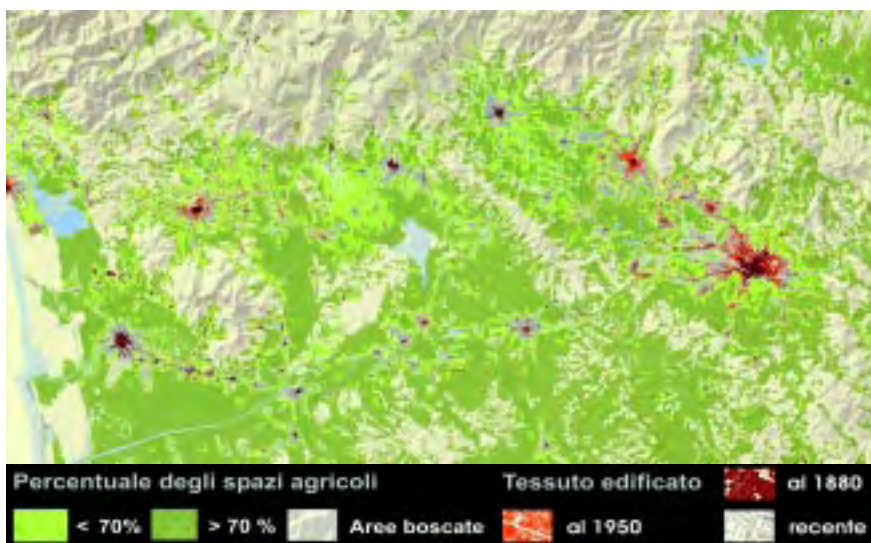 Percentuale degli spazi agricoli
< 70%
> 70 %
Aree boscate
Tessuto edificato
al 1880
al 1950
recente